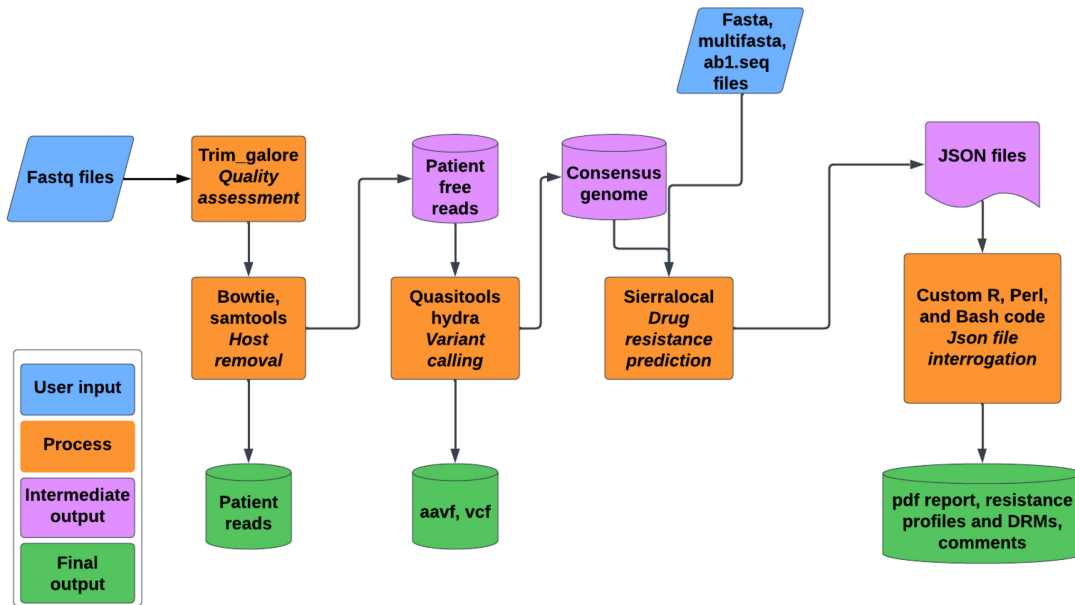 Fasta,
multifasta,
ab1.seq
files
Fastq files
Trim_galore
Quality
assessment
Patient
free
reads
Consensus
genome
JSON files
Bowtie,
samtools
Host
removal
Quasitools
hydra
Variant
calling
Sierralocal
Drug
resistance
prediction
Custom R, Perl,
and Bash code
Json file
interrogation
User input
Process
Intermediate
output
Final
output
Patient
reads
aavf, vcf
pdf report, resistance
profiles and DRMs,
comments